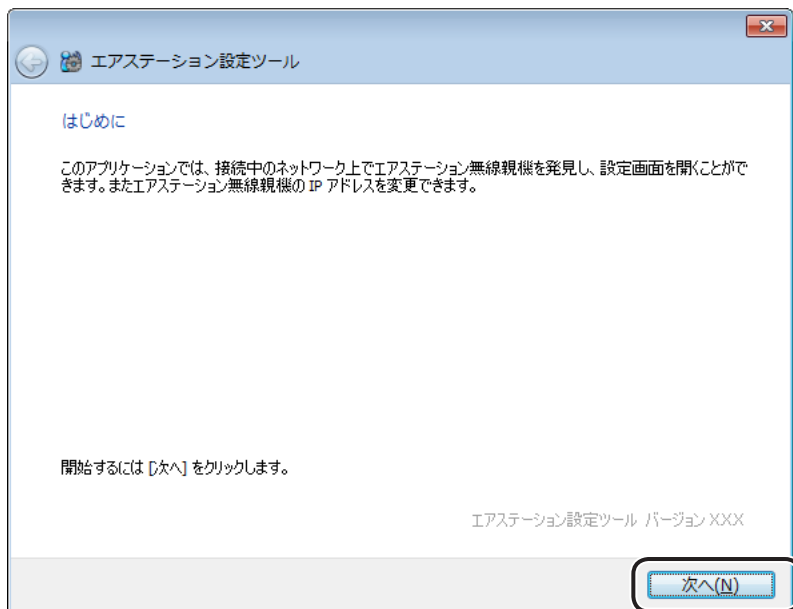 エアステーション設定ツール
はじめに
このアプリケーションでは、接続中のネットワーク上でエアステーション無線親機を発見し、設定画面を開くことがで
きます。またエアステーション無線親機の IP アドレスを変更できます。
開始するには [次へ] をクリックします。
エアステーション設定ツール バージョン XXX
次へ(N)